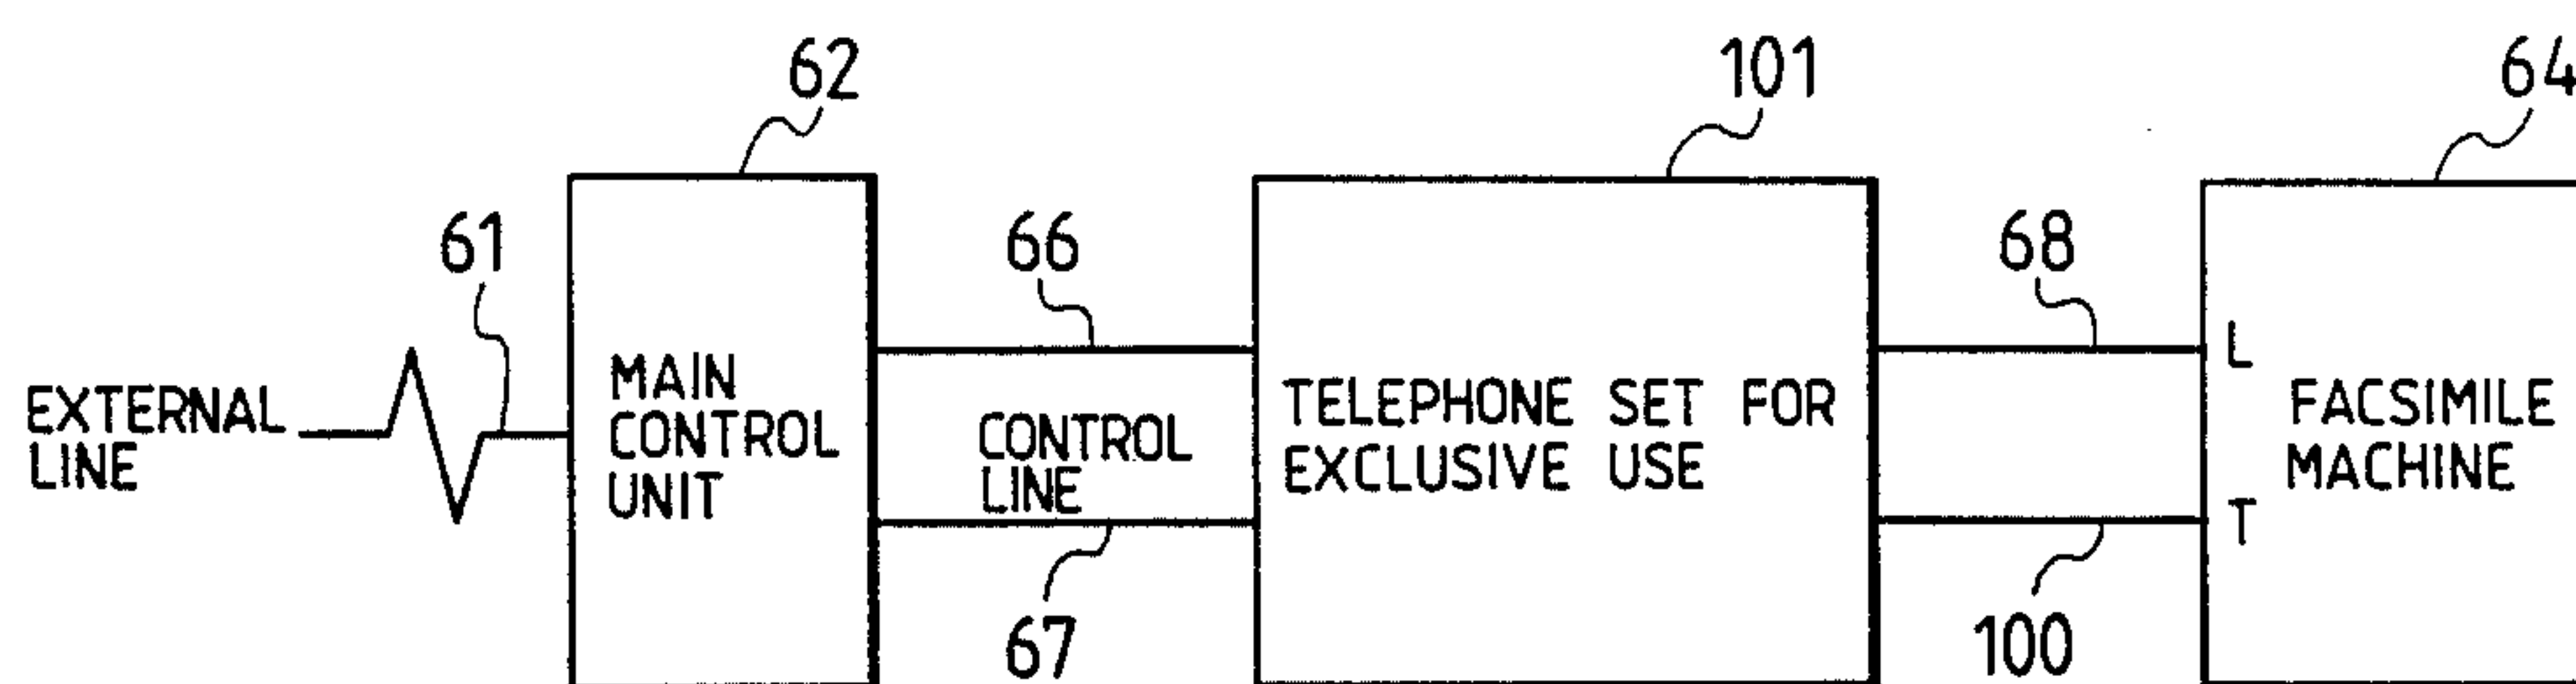 62
101
64
61
66
68
EXTERNAL
LINE
MAIN
CONTROL
UNIT
CONTROL
LINE
TELEPHONE SET FOR
EXCLUSIVE USE
L
FACSIMILE
MACHINE
T
67
100